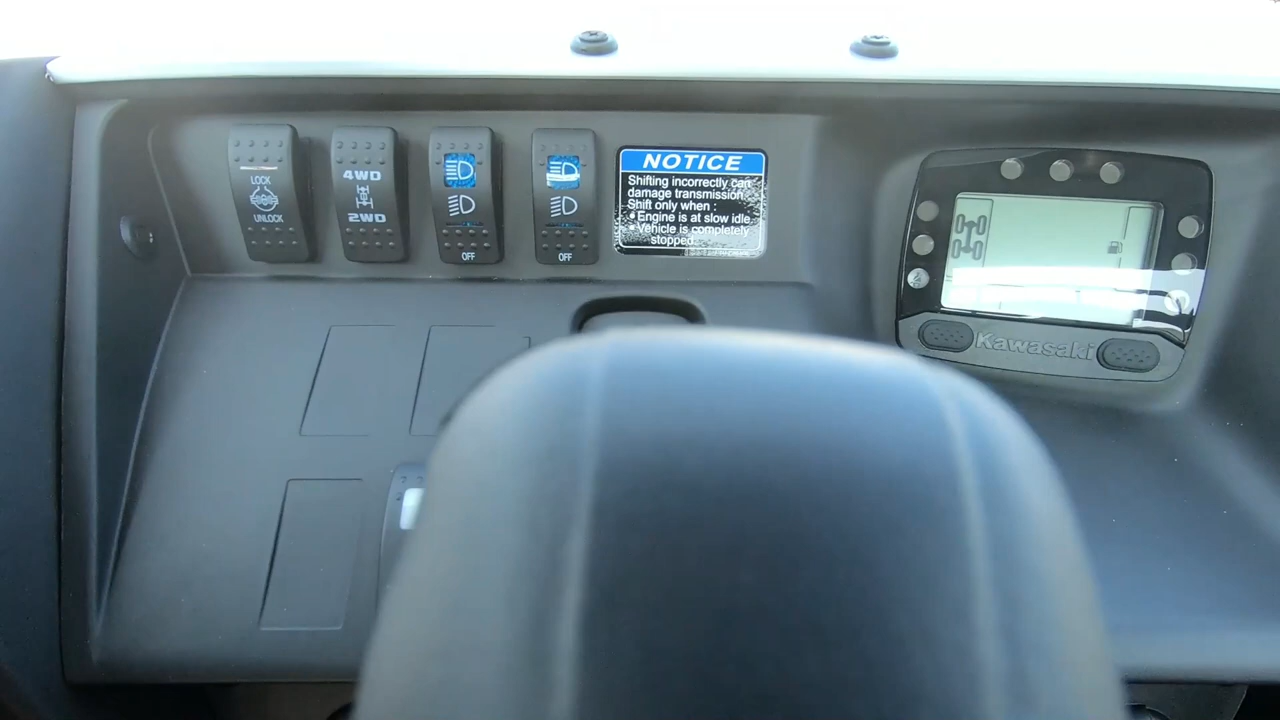 LOCK
UNLOCK
4WD
2WD
OFF
OFF
NOTICE
Shifting incorrectly can
damage transmission.
Shift only when :
• Engine is at slow idle.
• Vehicle is completely
stopped.
Kawasaki